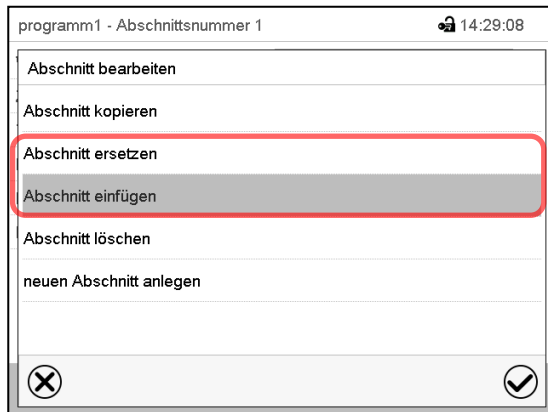 programm1 - Abschnittsnummer 1 14:29:08
Abschnitt bearbeiten
Abschnitt kopieren
Abschnitt ersetzen
Abschnitt einfügen
Abschnitt löschen
neuen Abschnitt anlegen